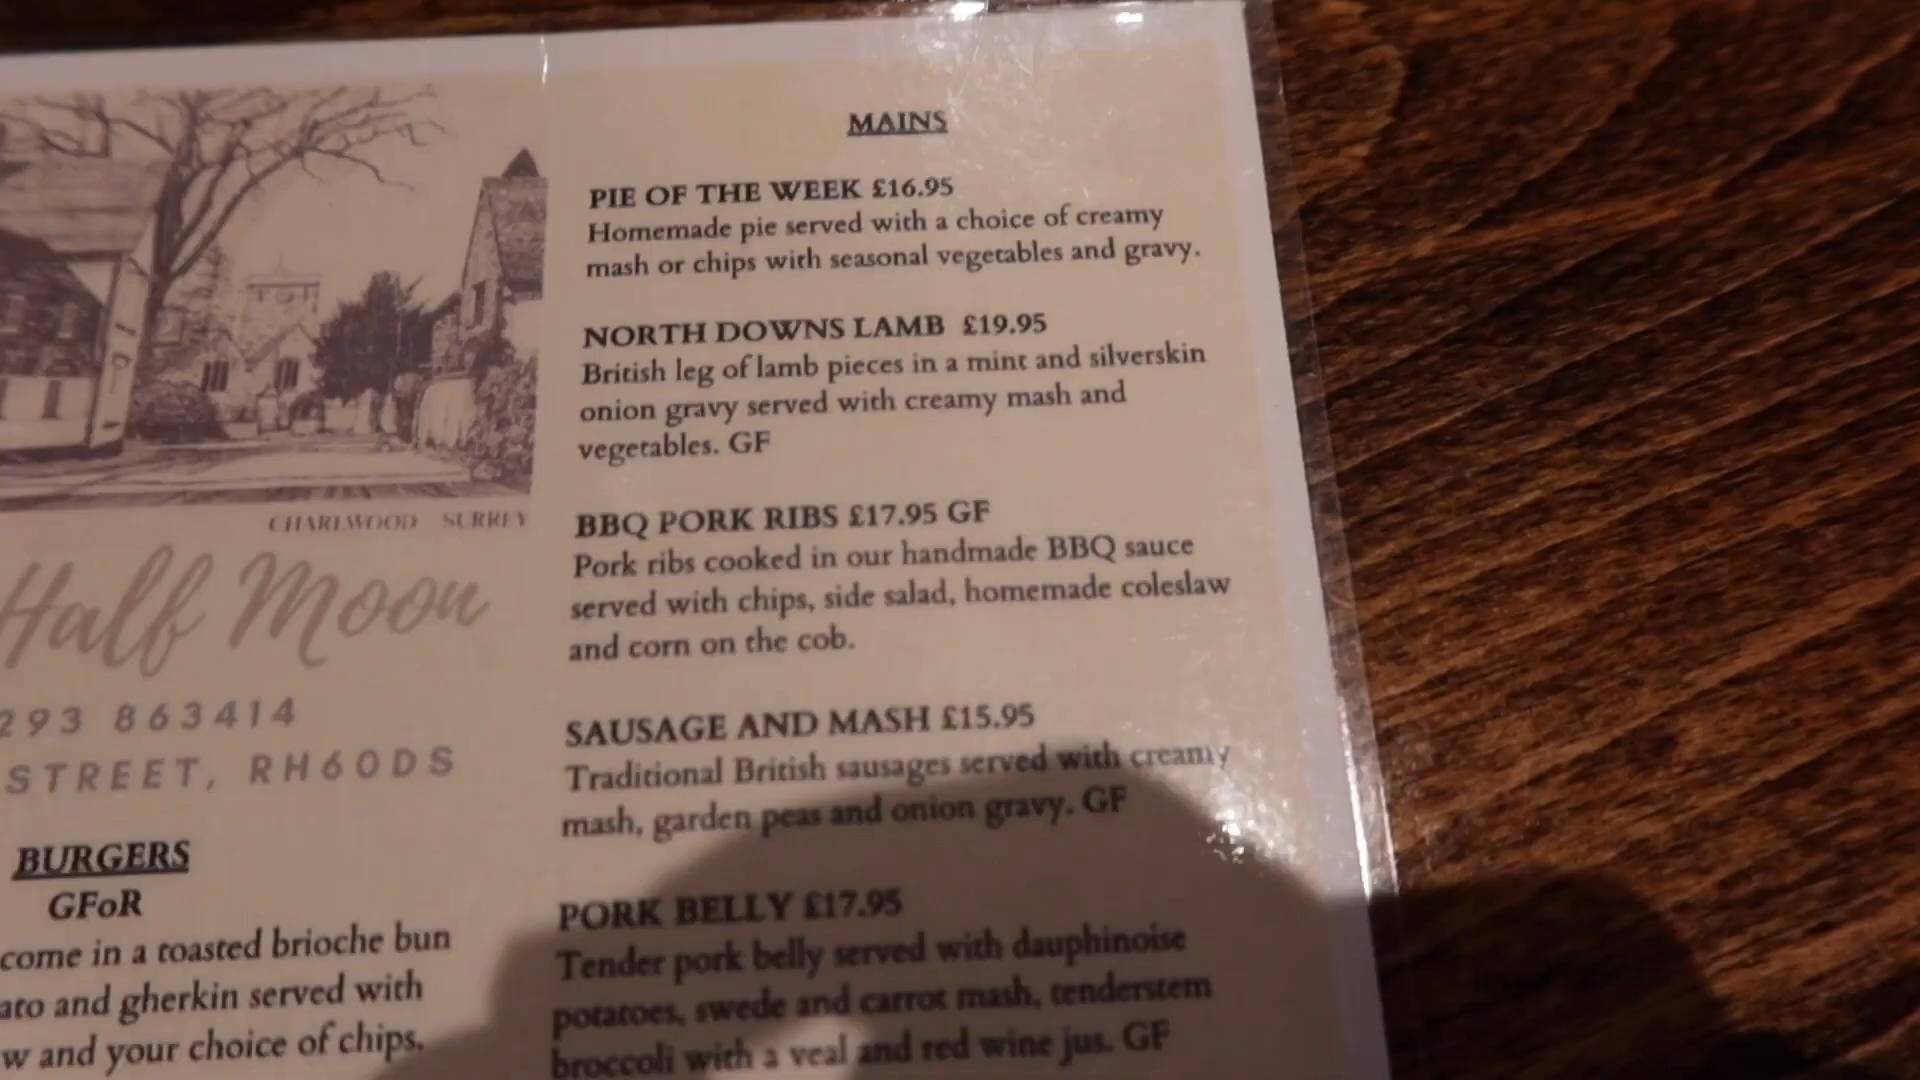 CHARLWOOD SURREY
Half Moon
293 863414
STREET, RH60DS
BURGERS
GFoR
come in a toasted brioche bun
ato and gherkin served with
w and your choice of chips.
MAINS
PIE OF THE WEEK £16.95
Homemade pie served with a choice of creamy
mash or chips with seasonal vegetables and gravy.
NORTH DOWNS LAMB £19.95
British leg of lamb pieces in a mint and silverskin
onion gravy served with creamy mash and
vegetables. GF
BBQ PORK RIBS £17.95 GF
Pork ribs cooked in our handmade BBQ sauce
served with chips, side salad, homemade coleslaw
and corn on the cob.
SAUSAGE AND MASH £15.95
Traditional British sausages served with creamy
mash, garden peas and onion gravy. GF
PORK BELLY £17.95
Tender pork belly served with dauphinoise
potatoes, swede and carrot mash, tenderstem
broccoli with a veal and red wine jus. GF